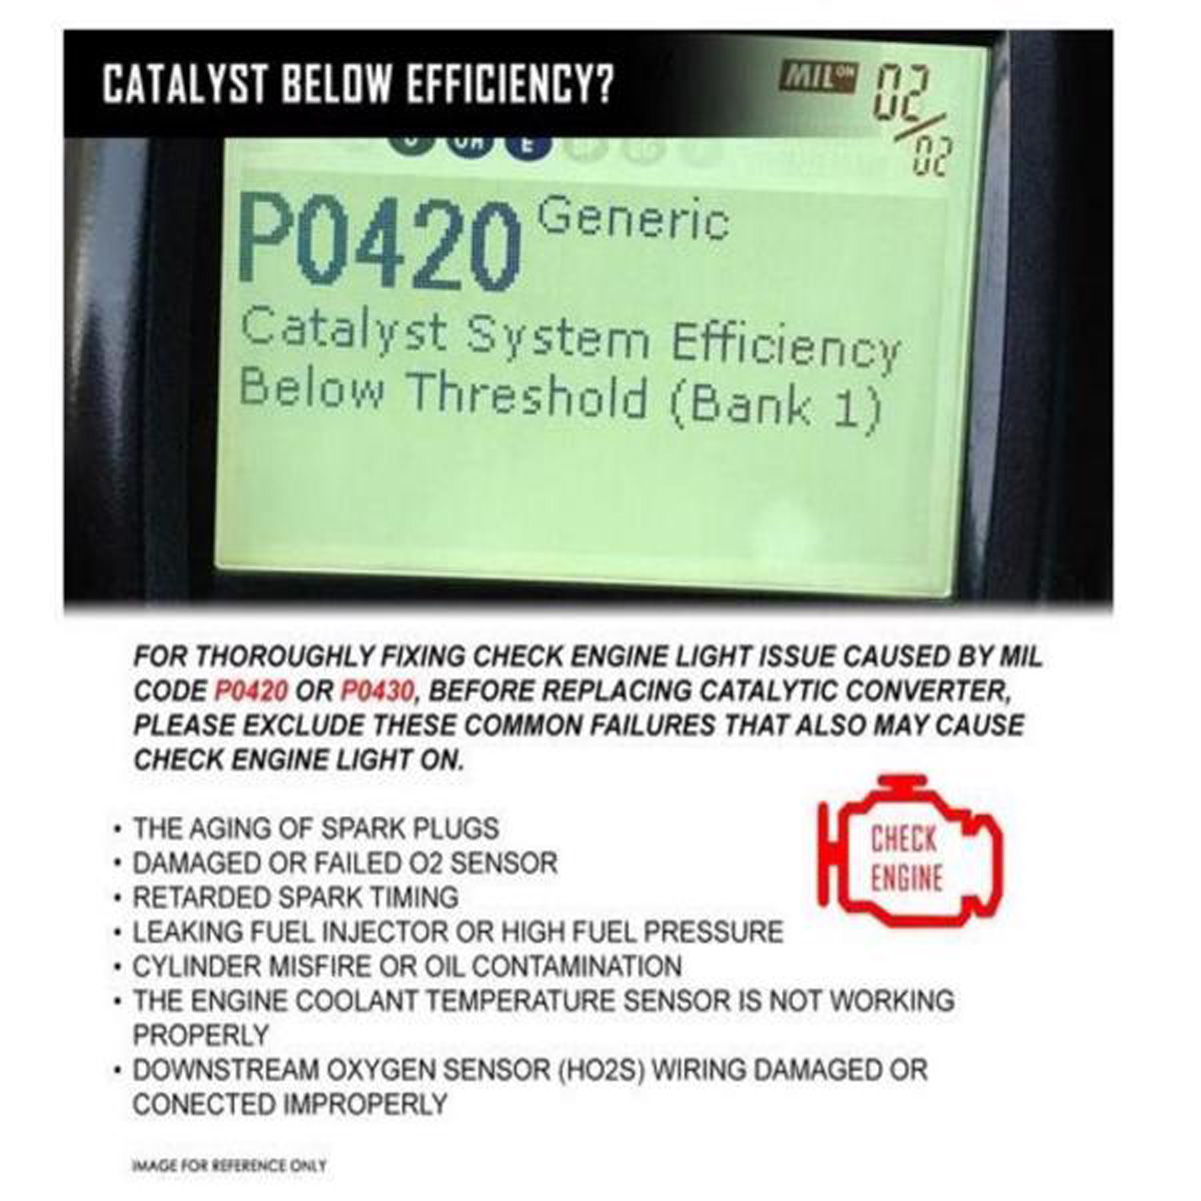 CATALYST BELOW EFFICIENCY?
MIL ON 02/02
E
P0420 Generic
Catalyst System Efficiency
Below Threshold (Bank 1)
FOR THOROUGHLY FIXING CHECK ENGINE LIGHT ISSUE CAUSED BY MIL
CODE P0420 OR P0430, BEFORE REPLACING CATALYTIC CONVERTER,
PLEASE EXCLUDE THESE COMMON FAILURES THAT ALSO MAY CAUSE
CHECK ENGINE LIGHT ON.
• THE AGING OF SPARK PLUGS
• DAMAGED OR FAILED O2 SENSOR
• RETARDED SPARK TIMING
• LEAKING FUEL INJECTOR OR HIGH FUEL PRESSURE
• CYLINDER MISFIRE OR OIL CONTAMINATION
• THE ENGINE COOLANT TEMPERATURE SENSOR IS NOT WORKING
PROPERLY
• DOWNSTREAM OXYGEN SENSOR (HO2S) WIRING DAMAGED OR
CONECTED IMPROPERLY
CHECK
ENGINE
IMAGE FOR REFERENCE ONLY